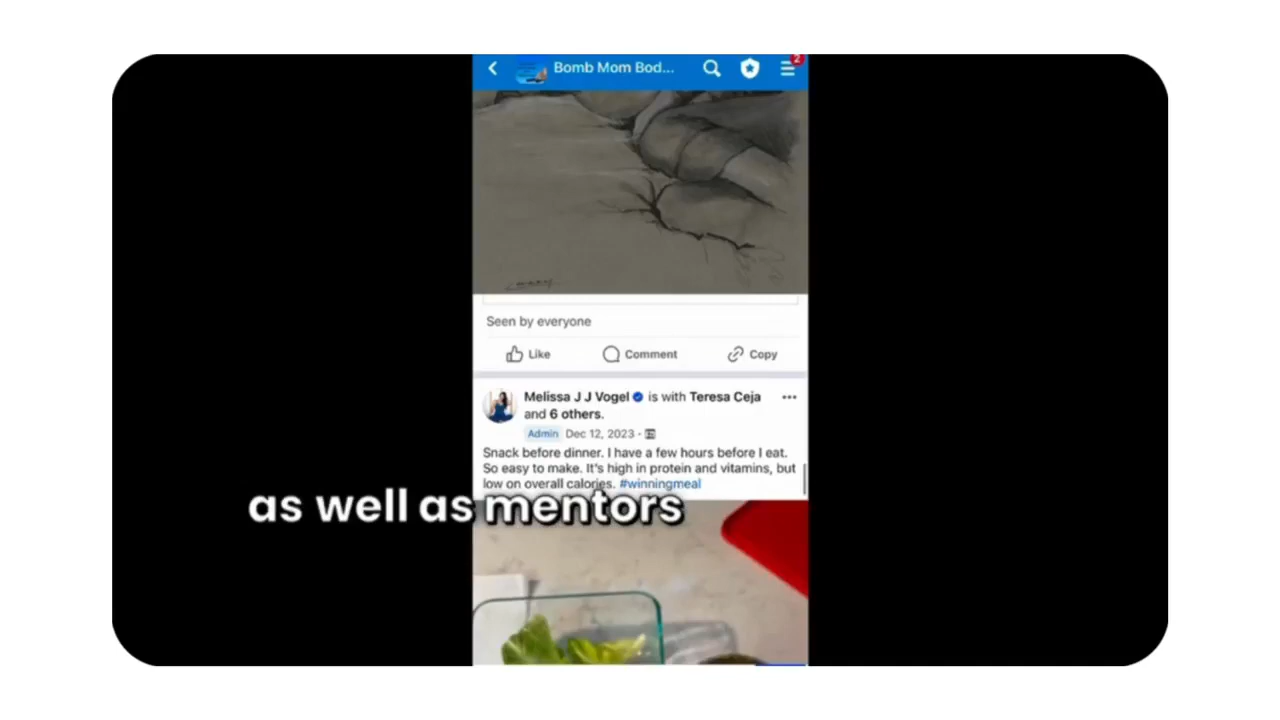 Bomb Mom Bod...
2
Seen by everyone
Like
Comment
Copy
Melissa J J Vogel is with Teresa Ceja
and 6 others.
Admin Dec 12, 2023 ·
Snack before dinner. I have a few hours before I eat.
So easy to make. It's high in protein and vitamins, but
low on overall calories. #winningmeal
as well as mentors